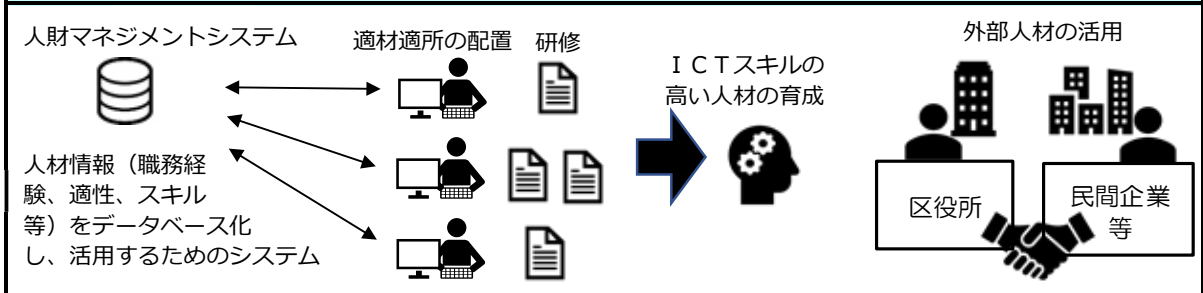 人財マネジメントシステム
適材適所の配置
研修
人材情報（職務経
験、適性、スキル
等）をデータベース化
し、活用するためのシステム
ＩＣＴスキルの
高い人材の育成
外部人材の活用
区役所
民間企業
等